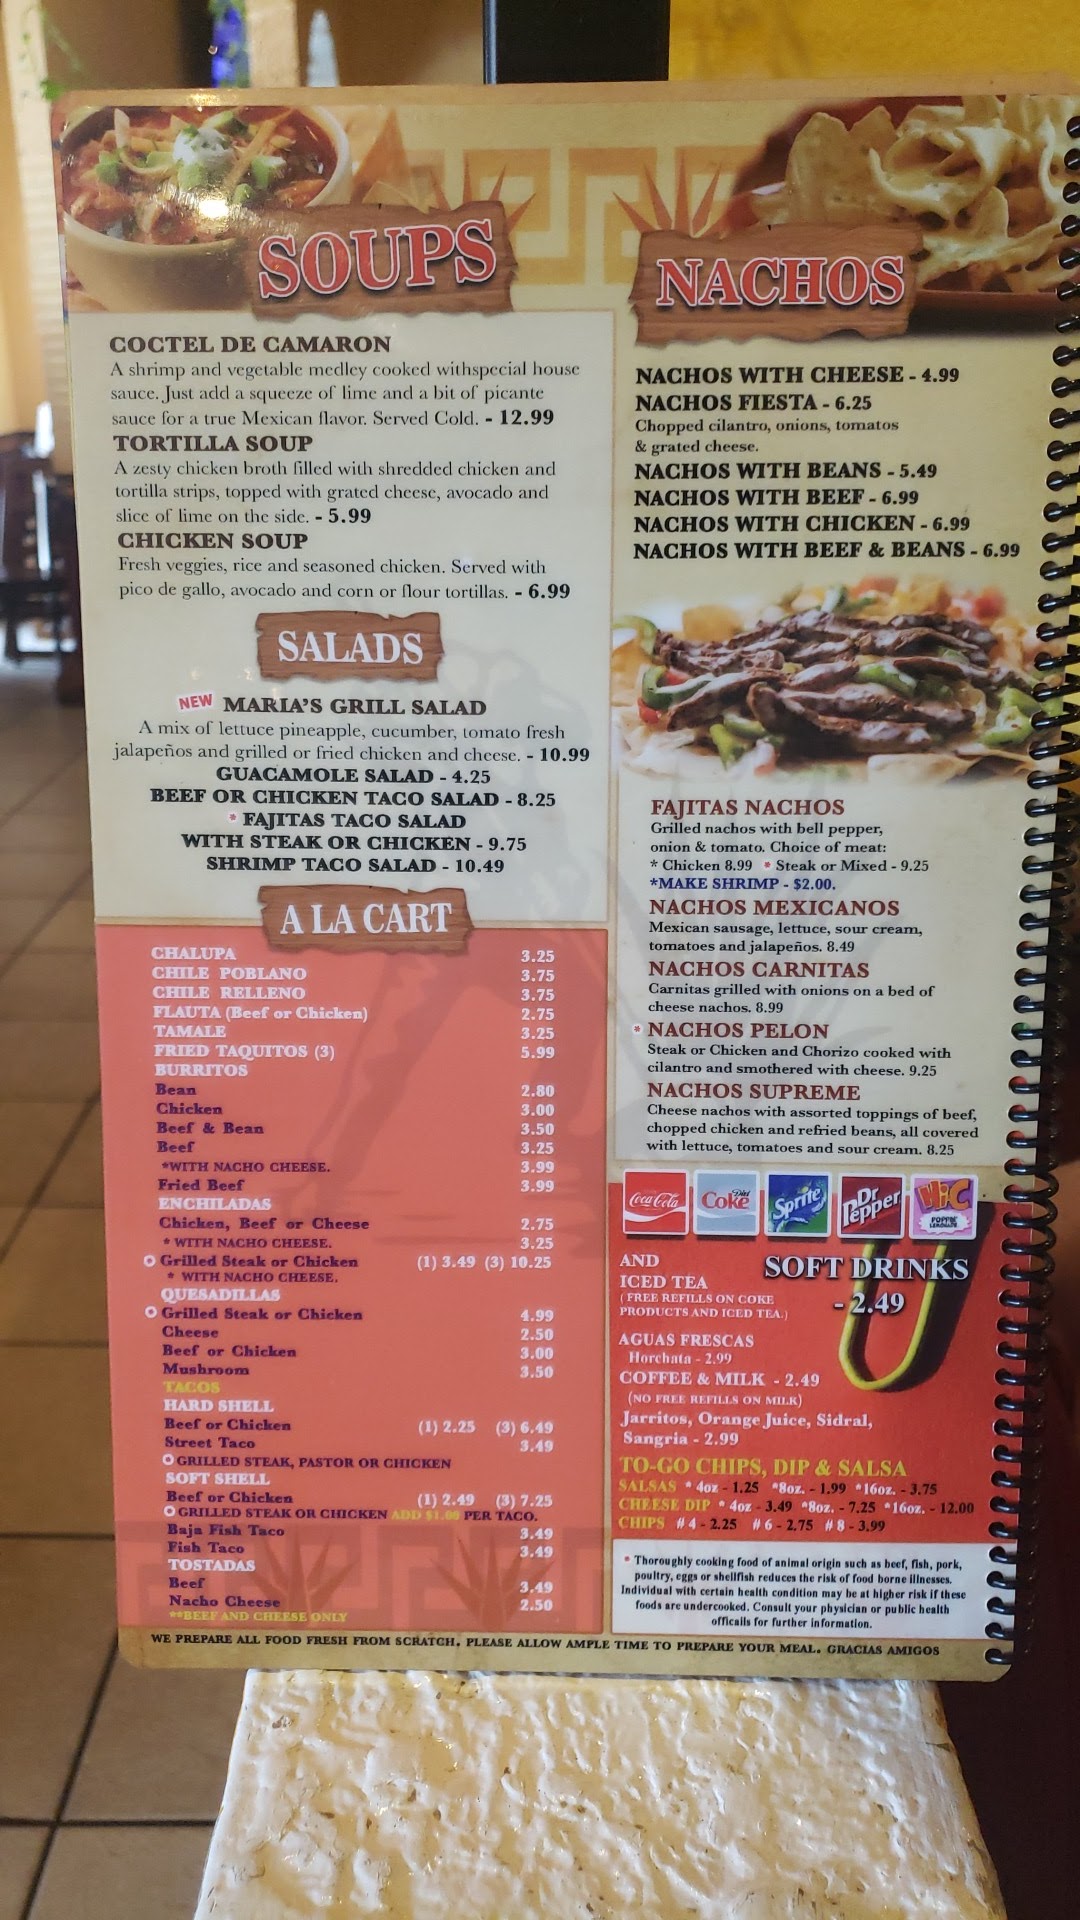 SOUPS
COCTEL DE CAMARON
A shrimp and vegetable medley cooked withspecial house
sauce. Just add a squeeze of lime and a bit of picante
sauce for a true Mexican flavor. Served Cold. - 12.99
TORTILLA SOUP
A zesty chicken broth filled with shredded chicken and
tortilla strips, topped with grated cheese, avocado and
slice of lime on the side. - 5.99
CHICKEN SOUP
Fresh veggies, rice and seasoned chicken. Served with
pico de gallo, avocado and corn or flour tortillas. - 6.99
SALADS
NEW MARIA'S GRILL SALAD
A mix of lettuce pineapple, cucumber, tomato fresh
jalapeños and grilled or fried chicken and cheese. - 10.99
GUACAMOLE SALAD - 4.25
BEEF OR CHICKEN TACO SALAD - 8.25
* FAJITAS TACO SALAD
WITH STEAK OR CHICKEN - 9.75
SHRIMP TACO SALAD - 10.49
A LA CART
CHALUPA 3.25
CHILE POBLANO 3.75
CHILE RELLENO 3.75
FLAUTA (Beef or Chicken) 2.75
TAMALE 3.25
FRIED TAQUITOS (3) 5.99
BURRITOS
Bean 2.80
Chicken 3.00
Beef & Bean 3.50
Beef 3.25
*WITH NACHO CHEESE. 3.99
Fried Beef 3.99
ENCHILADAS
Chicken, Beef or Cheese 2.75
* WITH NACHO CHEESE. 3.25
Grilled Steak or Chicken (1) 3.49 (3) 10.25
* WITH NACHO CHEESE.
QUESADILLAS
Grilled Steak or Chicken 4.99
Cheese 2.50
Beef or Chicken 3.00
Mushroom 3.50
TACOS
HARD SHELL
Beef or Chicken (1) 2.25 (3) 6.49
Street Taco 3.49
GRILLED STEAK, PASTOR OR CHICKEN
SOFT SHELL
Beef or Chicken (1) 2.49 (3) 7.25
GRILLED STEAK OR CHICKEN ADD $1.00 PER TACO.
Baja Fish Taco 3.49
Fish Taco 3.49
TOSTADAS
Beef 3.49
Nacho Cheese 2.50
**BEEF AND CHEESE ONLY
NACHOS
NACHOS WITH CHEESE - 4.99
NACHOS FIESTA - 6.25
Chopped cilantro, onions, tomatos
& grated cheese.
NACHOS WITH BEANS - 5.49
NACHOS WITH BEEF - 6.99
NACHOS WITH CHICKEN - 6.99
NACHOS WITH BEEF & BEANS - 6.99
FAJITAS NACHOS
Grilled nachos with bell pepper,
onion & tomato. Choice of meat:
* Chicken 8.99 * Steak or Mixed - 9.25
*MAKE SHRIMP - $2.00.
NACHOS MEXICANOS
Mexican sausage, lettuce, sour cream,
tomatoes and jalapeños. 8.49
NACHOS CARNITAS
Carnitas grilled with onions on a bed of
cheese nachos. 8.99
* NACHOS PELON
Steak or Chicken and Chorizo cooked with
cilantro and smothered with cheese. 9.25
NACHOS SUPREME
Cheese nachos with assorted toppings of beef,
chopped chicken and refried beans, all covered
with lettuce, tomatoes and sour cream. 8.25
Coca-Cola
Diet Coke
Sprite
Dr Pepper
Hi-C POPPIN' LEMONADE
AND
ICED TEA
( FREE REFILLS ON COKE
PRODUCTS AND ICED TEA.)
SOFT DRINKS
- 2.49
AGUAS FRESCAS
Horchata - 2.99
COFFEE & MILK - 2.49
(NO FREE REFILLS ON MILK)
Jarritos, Orange Juice, Sidral,
Sangria - 2.99
TO-GO CHIPS, DIP & SALSA
SALSAS * 4oz - 1.25 *8oz. - 1.99 *16oz. - 3.75
CHEESE DIP * 4oz - 3.49 *8oz. - 7.25 *16oz. - 12.00
CHIPS # 4 - 2.25 # 6 - 2.75 # 8 - 3.99
* Thoroughly cooking food of animal origin such as beef, fish, pork,
poultry, eggs or shellfish reduces the risk of food borne illnesses.
Individual with certain health condition may be at higher risk if these
foods are undercooked. Consult your physician or public health
officails for further information.
WE PREPARE ALL FOOD FRESH FROM SCRATCH. PLEASE ALLOW AMPLE TIME TO PREPARE YOUR MEAL. GRACIAS AMIGOS